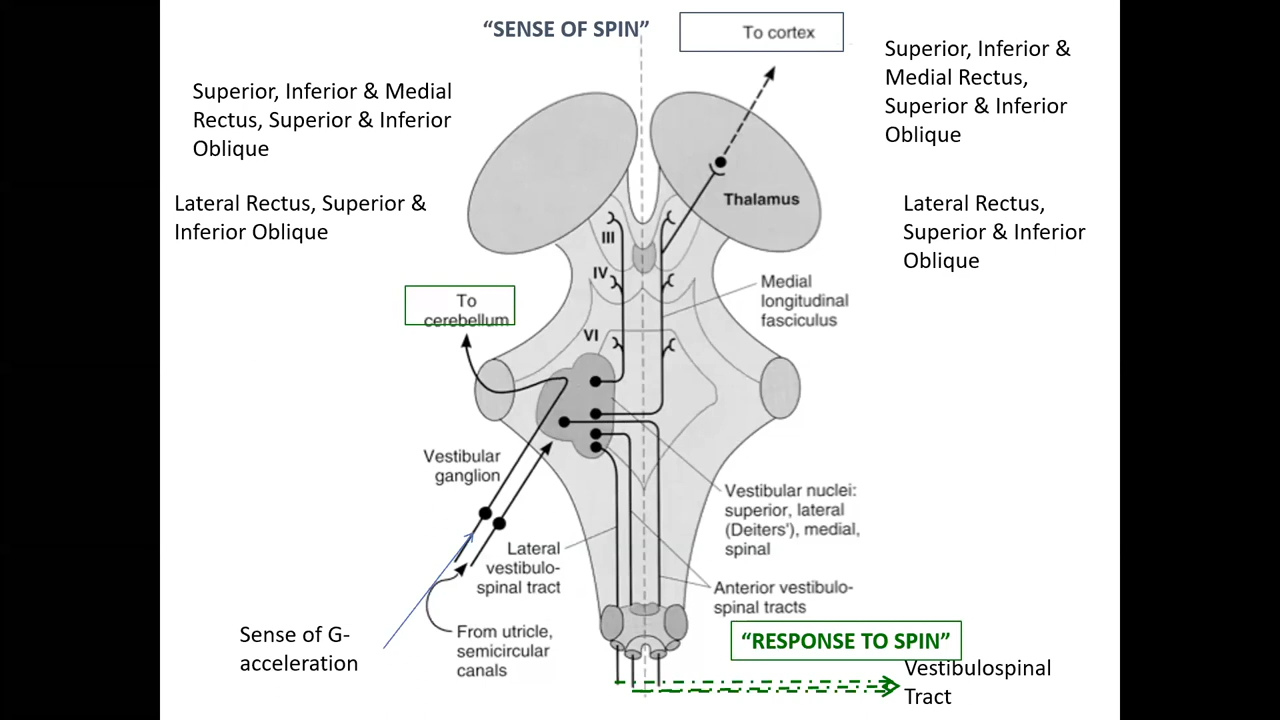 “SENSE OF SPIN”
To cortex
Superior, Inferior &
Medial Rectus,
Superior & Inferior
Oblique
Superior, Inferior & Medial
Rectus, Superior & Inferior
Oblique
Thalamus
Lateral Rectus, Superior &
Inferior Oblique
Lateral Rectus,
Superior & Inferior
Oblique
III
IV
VI
To
cerebellum
Medial
longitudinal
fasciculus
Vestibular
ganglion
Vestibular nuclei:
superior, lateral
(Deiters'), medial,
spinal
Lateral
vestibulo-
spinal tract
Anterior vestibulo-
spinal tracts
Sense of G-
acceleration
From utricle,
semicircular
canals
“RESPONSE TO SPIN”
Vestibulospinal
Tract